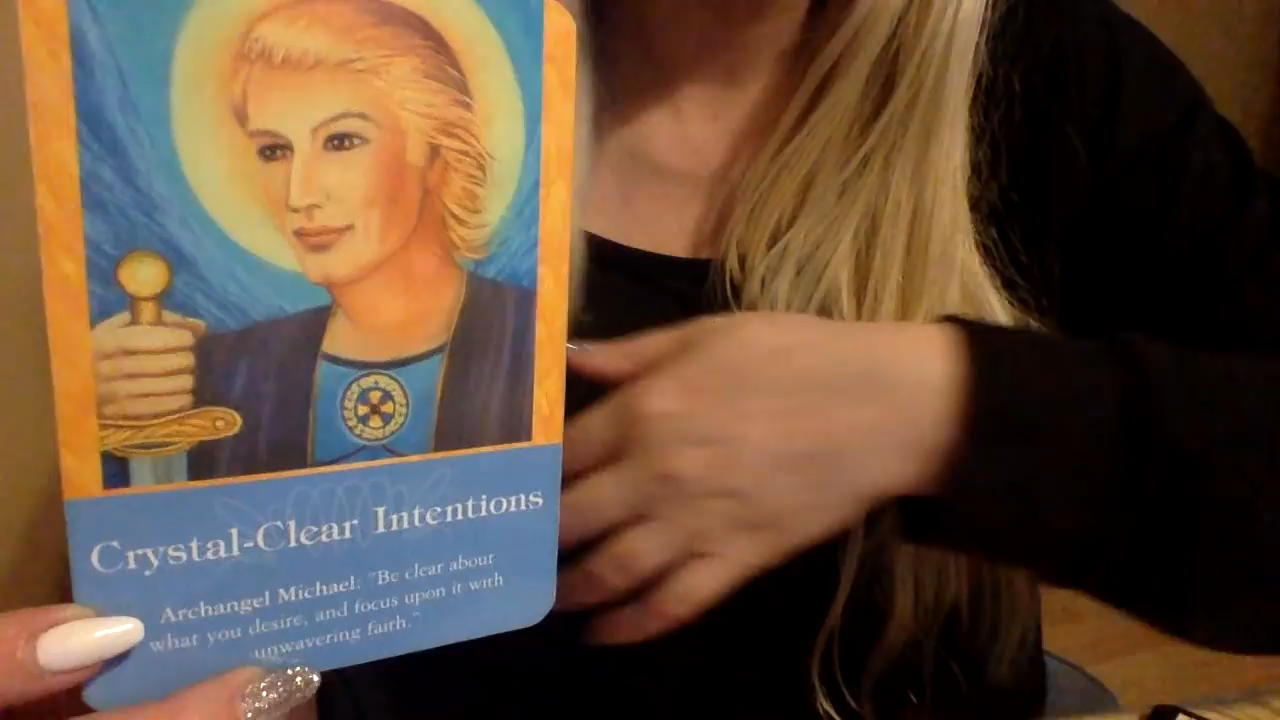 Crystal-Clear Intentions
Archangel Michael: "Be clear about
what you desire, and focus upon it with
unwavering faith."